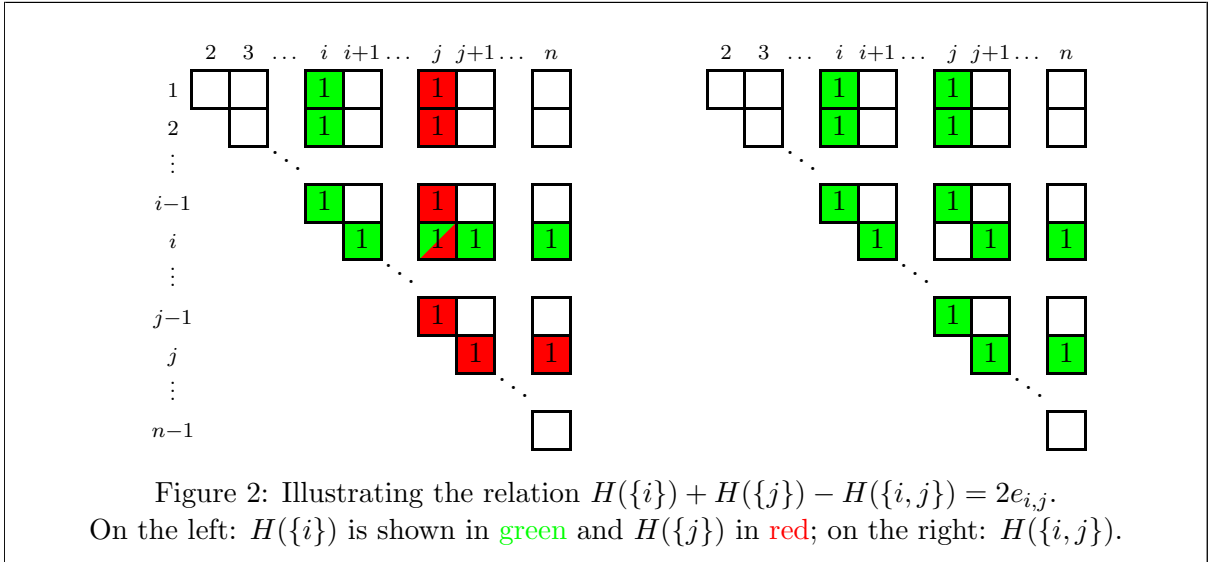 2 3 … i i+1 … j j+1 … n 2 3 … i i+1 … j j+1 … n
1 1 1 1 1
2 1 1 1 1
⋮ ⋱ ⋱
i−1 1 1 1 1
i 1 1 1 1 1 1 1
⋮ ⋱ ⋱
j−1 1 1
j 1 1 1 1
⋮ ⋱ ⋱
n−1
Figure 2: Illustrating the relation H({i}) + H({j}) − H({i, j}) = 2e_{i,j}.
On the left: H({i}) is shown in green and H({j}) in red; on the right: H({i, j}).